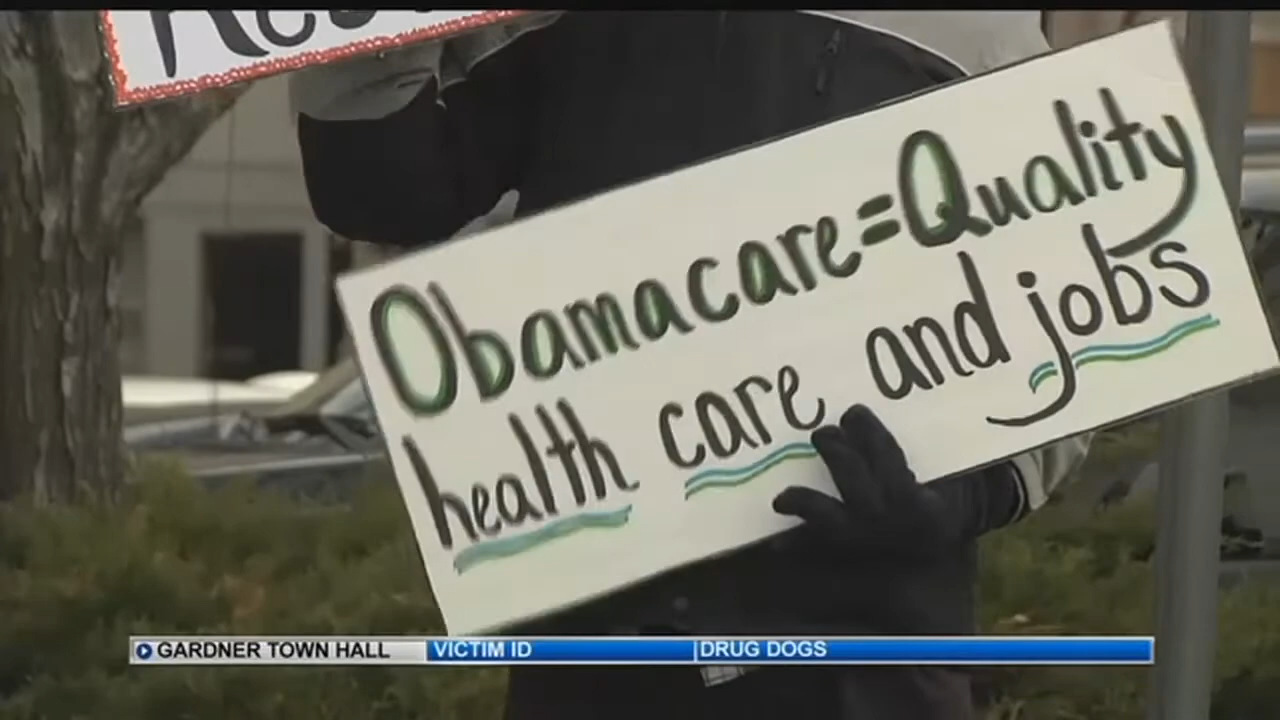 Obamacare=Quality
health care and jobs
GARDNER TOWN HALL VICTIM ID DRUG DOGS